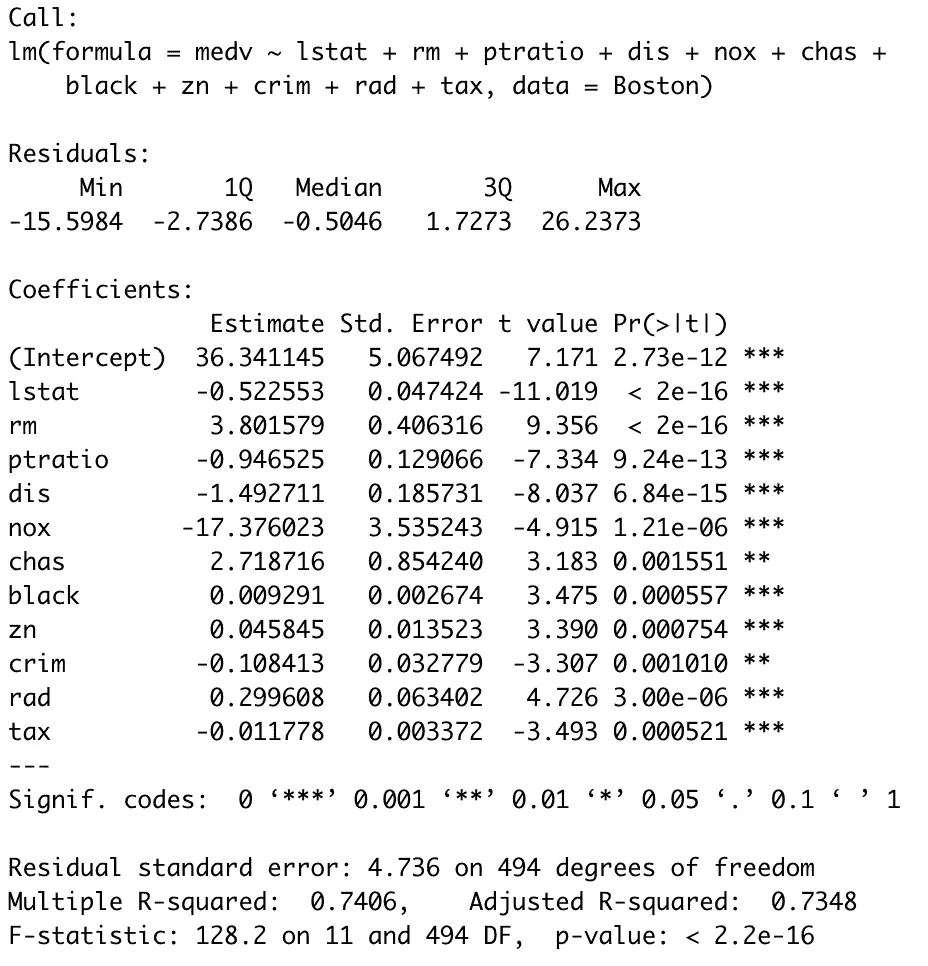 Call:
lm(formula = medv ~ lstat + rm + ptratio + dis + nox + chas +
    black + zn + crim + rad + tax, data = Boston)

Residuals:
     Min       1Q   Median       3Q      Max
-15.5984  -2.7386  -0.5046   1.7273  26.2373

Coefficients:
              Estimate Std. Error t value Pr(>|t|)
(Intercept)  36.341145   5.067492   7.171 2.73e-12 ***
lstat        -0.522553   0.047424 -11.019  < 2e-16 ***
rm            3.801579   0.406316   9.356  < 2e-16 ***
ptratio      -0.946525   0.129066  -7.334 9.24e-13 ***
dis          -1.492711   0.185731  -8.037 6.84e-15 ***
nox         -17.376023   3.535243  -4.915 1.21e-06 ***
chas          2.718716   0.854240   3.183 0.001551 **
black         0.009291   0.002674   3.475 0.000557 ***
zn            0.045845   0.013523   3.390 0.000754 ***
crim         -0.108413   0.032779  -3.307 0.001010 **
rad           0.299608   0.063402   4.726 3.00e-06 ***
tax          -0.011778   0.003372  -3.493 0.000521 ***
---
Signif. codes:  0 ‘***’ 0.001 ‘**’ 0.01 ‘*’ 0.05 ‘.’ 0.1 ‘ ’ 1

Residual standard error: 4.736 on 494 degrees of freedom
Multiple R-squared:  0.7406,    Adjusted R-squared:  0.7348
F-statistic: 128.2 on 11 and 494 DF,  p-value: < 2.2e-16